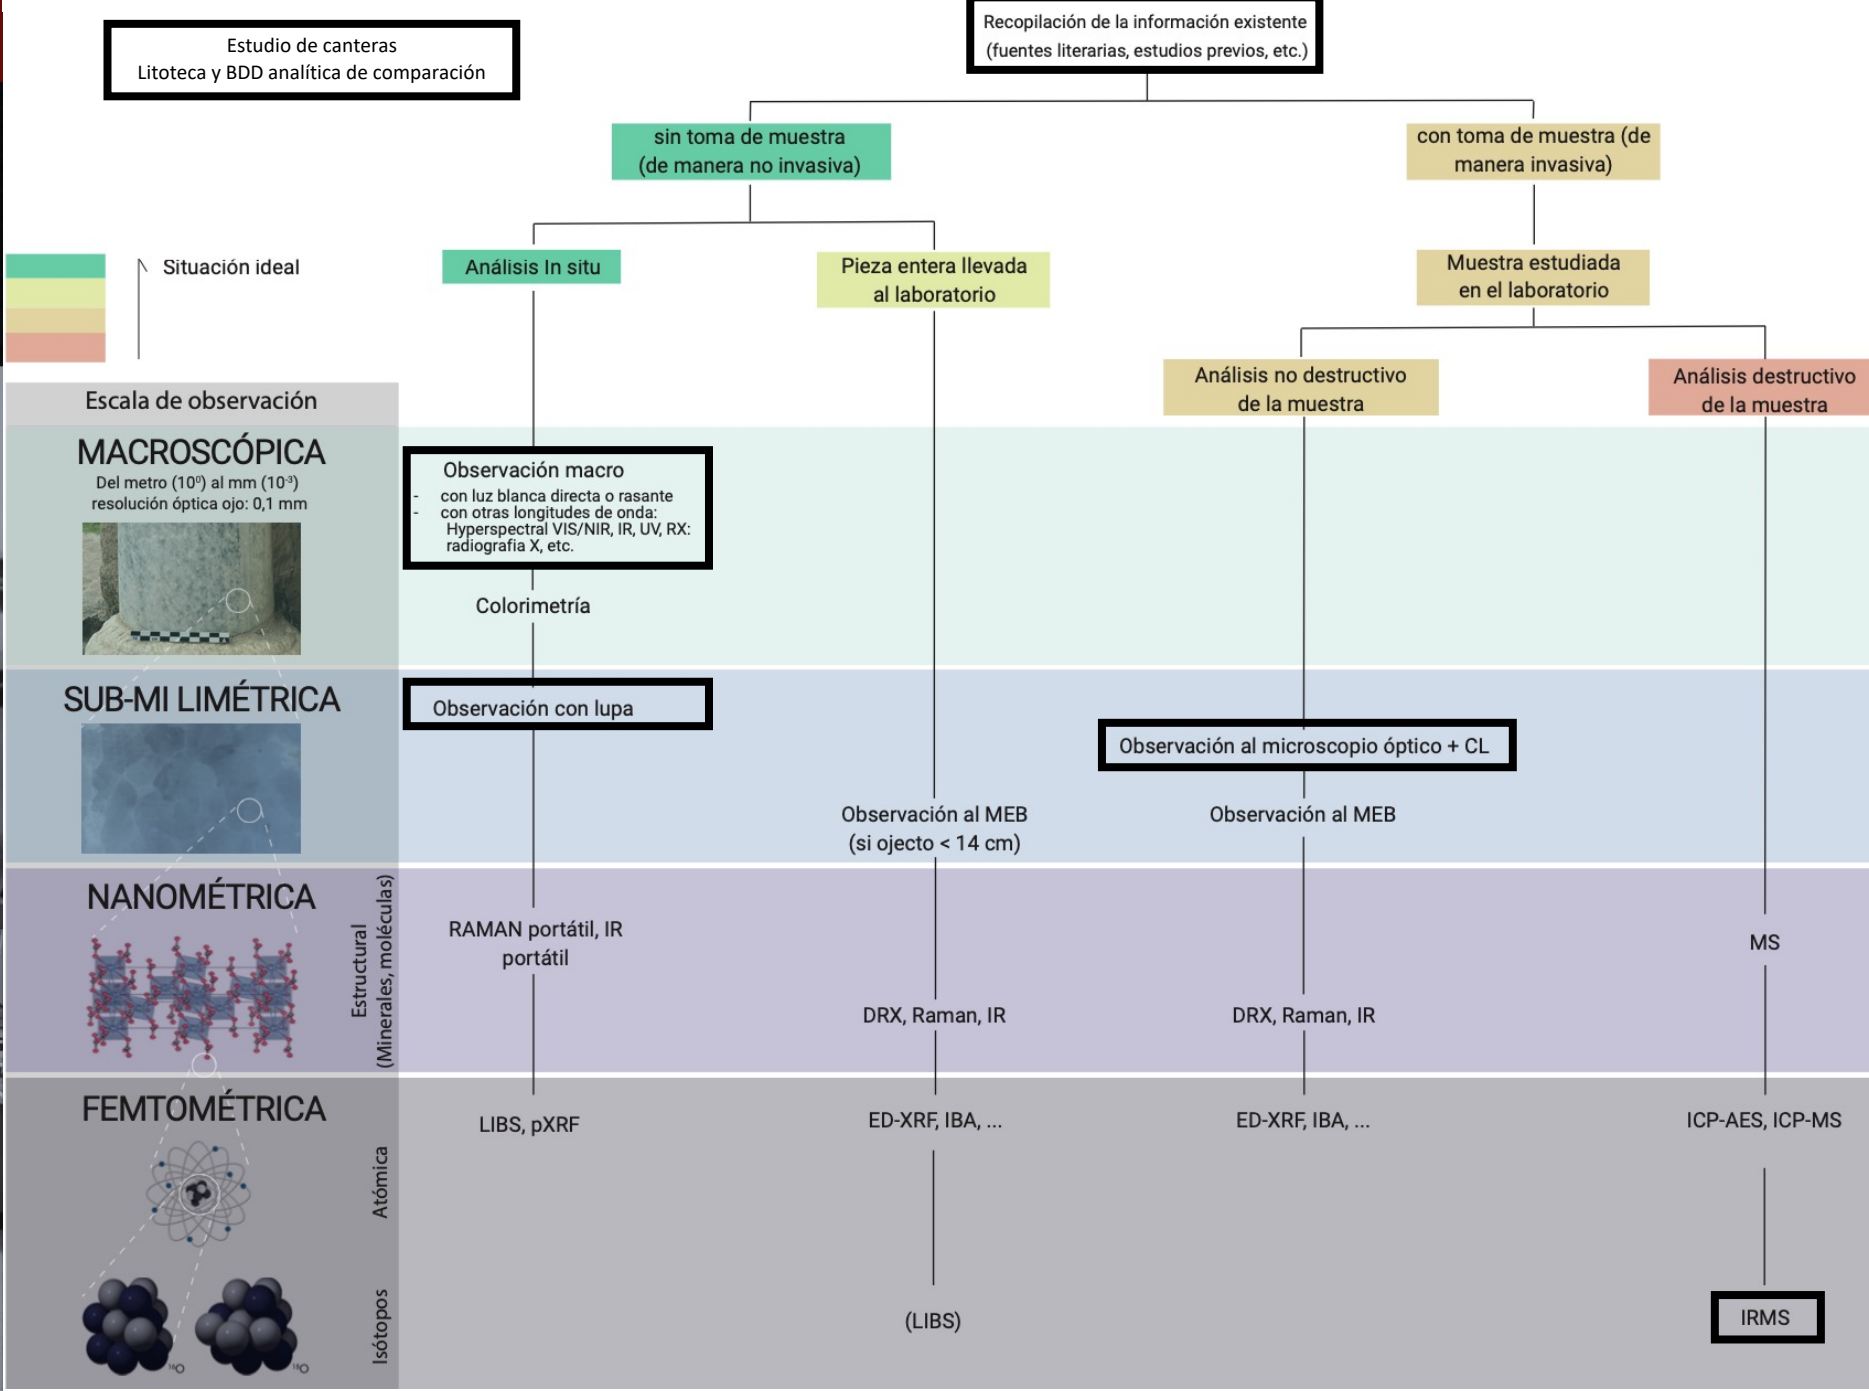 Estudio de canteras
Litoteca y BDD analítica de comparación
Recopilación de la información existente
(fuentes literarias, estudios previos, etc.)
sin toma de muestra
(de manera no invasiva)
con toma de muestra (de
manera invasiva)
Situación ideal
Análisis In situ
Pieza entera llevada
al laboratorio
Muestra estudiada
en el laboratorio
Análisis no destructivo
de la muestra
Análisis destructivo
de la muestra
Escala de observación
MACROSCÓPICA
Del metro (10⁰) al mm (10⁻³)
resolución óptica ojo: 0,1 mm
Observación macro
- con luz blanca directa o rasante
- con otras longitudes de onda:
Hyperspectral VIS/NIR, IR, UV, RX:
radiografia X, etc.
Colorimetría
SUB-MI LIMÉTRICA
Observación con lupa
Observación al microscopio óptico + CL
Observación al MEB
(si ojecto < 14 cm)
Observación al MEB
NANOMÉTRICA
Estructural
(Minerales, moléculas)
RAMAN portátil, IR
portátil
MS
DRX, Raman, IR
DRX, Raman, IR
FEMTOMÉTRICA
LIBS, pXRF
ED-XRF, IBA, ...
ED-XRF, IBA, ...
ICP-AES, ICP-MS
Atómica
Isótopos
¹⁶O
¹⁸O
(LIBS)
IRMS